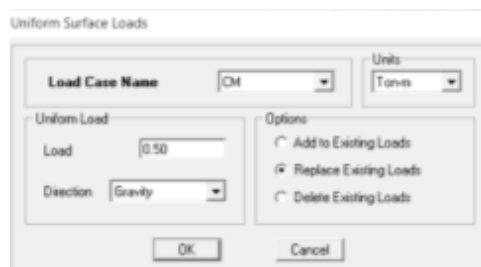 Uniform Surface Loads
Units
Load Case Name CM Ton-m
Uniform Load
Load 0.50
Direction Gravity
Options
Add to Existing Loads
Replace Existing Loads
Delete Existing Loads
OK Cancel